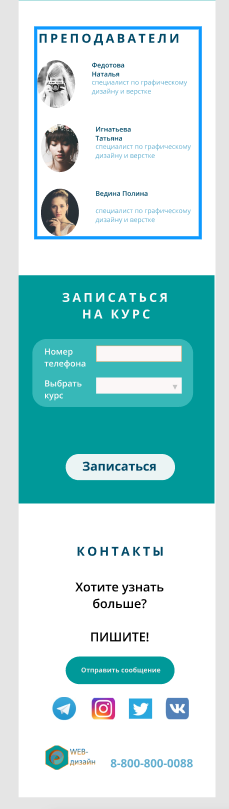 ПРЕПОДАВАТЕЛИ
Федотова
Наталья
специалист по графическому
дизайну и верстке
Игнатьева
Татьяна
специалист по графическому
дизайну и верстке
Ведина Полина
специалист по графическому
дизайну и верстке
ЗАПИСАТЬСЯ
НА КУРС
Номер
телефона
Выбрать
курс
Записаться
КОНТАКТЫ
Хотите узнать
больше?
ПИШИТЕ!
Отправить сообщение
WEB-
дизайн
8-800-800-0088